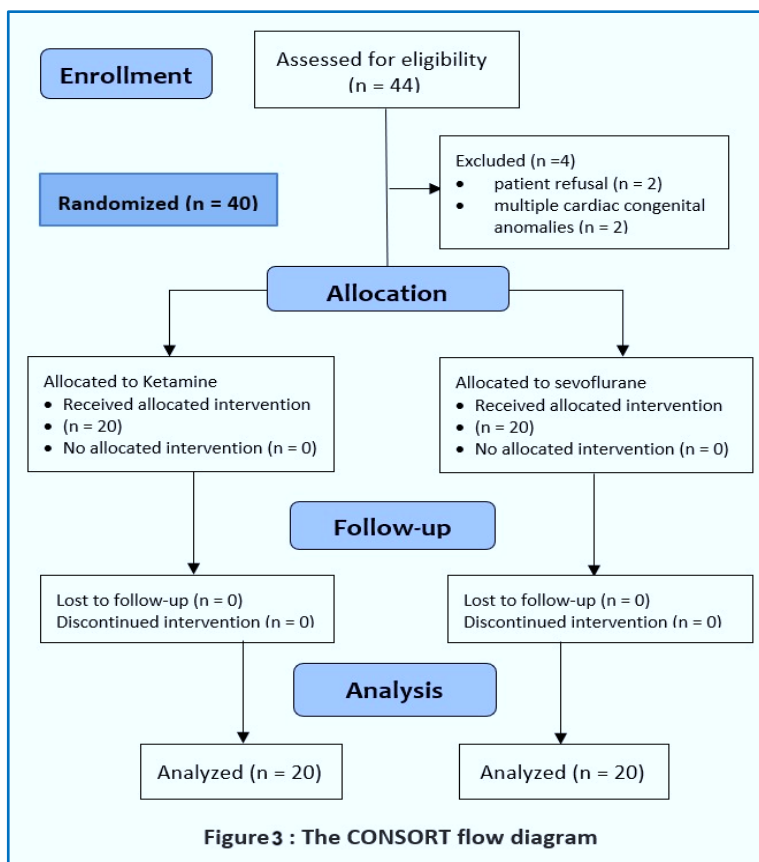 Enrollment
Assessed for eligibility
(n = 44)
Excluded (n =4)
• patient refusal (n = 2)
• multiple cardiac congenital
anomalies (n = 2)
Randomized (n = 40)
Allocation
Allocated to Ketamine
• Received allocated intervention
• (n = 20)
• No allocated intervention (n = 0)
Allocated to sevoflurane
• Received allocated intervention
• (n = 20)
• No allocated intervention (n = 0)
Follow-up
Lost to follow-up (n = 0)
Discontinued intervention (n = 0)
Lost to follow-up (n = 0)
Discontinued intervention (n = 0)
Analysis
Analyzed (n = 20)
Analyzed (n = 20)
Figure3 : The CONSORT flow diagram